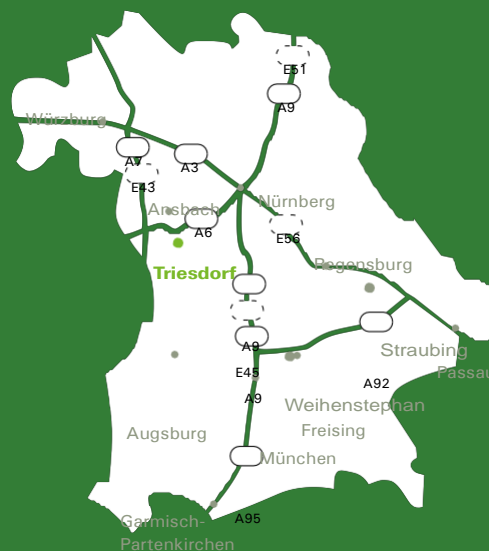 E51
A9
Würzburg
A7
A3
E43
Ansbach
Nürnberg
A6
E56
Triesdorf
Regensburg
A9
Straubing
E45
Passau
A92
A9
Weihenstephan
Augsburg
Freising
München
A95
Garmisch-
Partenkirchen